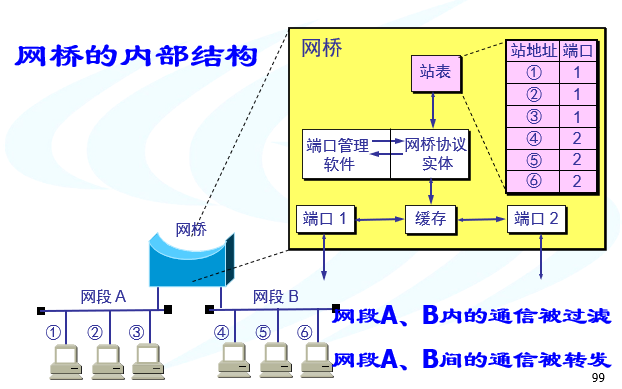 网桥的内部结构
网桥
站表
站地址 端口
① 1
② 1
③ 1
④ 2
⑤ 2
⑥ 2
端口管理
软件
网桥协议
实体
端口 1
缓存
端口 2
网桥
网段 A
网段 B
① ② ③ ④ ⑤ ⑥
网段A、B内的通信被过滤
网段A、B间的通信被转发
99